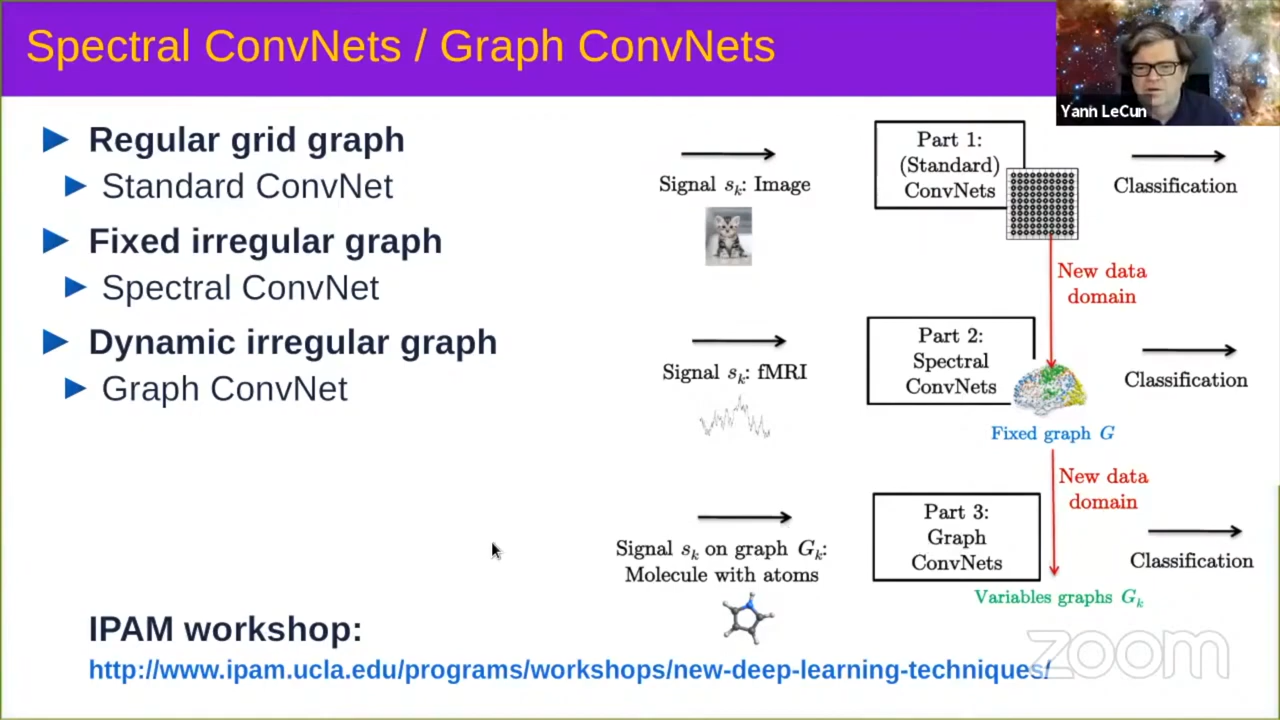 Spectral ConvNets / Graph ConvNets
Yann LeCun
Regular grid graph
Standard ConvNet
Fixed irregular graph
Spectral ConvNet
Dynamic irregular graph
Graph ConvNet
IPAM workshop:
http://www.ipam.ucla.edu/programs/workshops/new-deep-learning-techniques/
Signal sₖ: Image
Part 1:
(Standard)
ConvNets
Classification
New data
domain
Signal sₖ: fMRI
Part 2:
Spectral
ConvNets
Classification
Fixed graph G
New data
domain
Signal sₖ on graph Gₖ:
Molecule with atoms
Part 3:
Graph
ConvNets
Classification
Variables graphs Gₖ
zoom